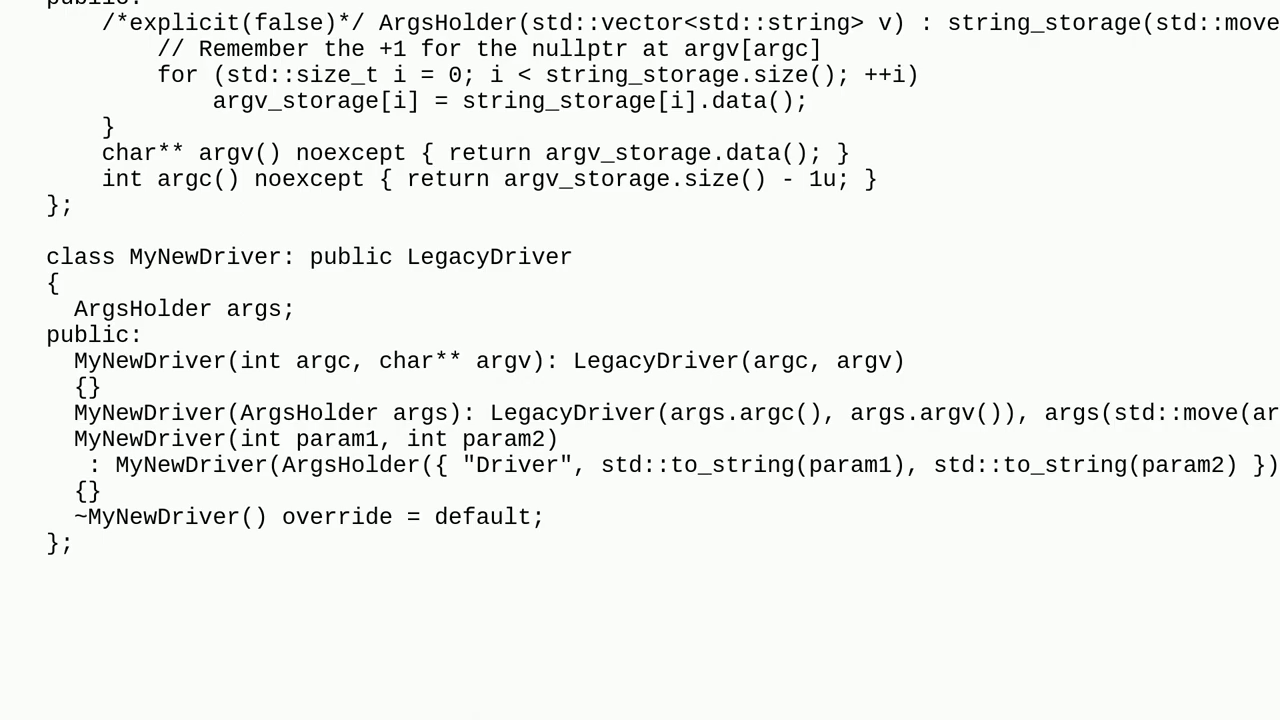 public:
/*explicit(false)*/ ArgsHolder(std::vector<std::string> v) : string_storage(std::move
// Remember the +1 for the nullptr at argv[argc]
for (std::size_t i = 0; i < string_storage.size(); ++i)
argv_storage[i] = string_storage[i].data();
}
char** argv() noexcept { return argv_storage.data(); }
int argc() noexcept { return argv_storage.size() - 1u; }
};
class MyNewDriver: public LegacyDriver
{
ArgsHolder args;
public:
MyNewDriver(int argc, char** argv): LegacyDriver(argc, argv)
{}
MyNewDriver(ArgsHolder args): LegacyDriver(args.argc(), args.argv()), args(std::move(ar
MyNewDriver(int param1, int param2)
: MyNewDriver(ArgsHolder({ "Driver", std::to_string(param1), std::to_string(param2) })
{}
~MyNewDriver() override = default;
};